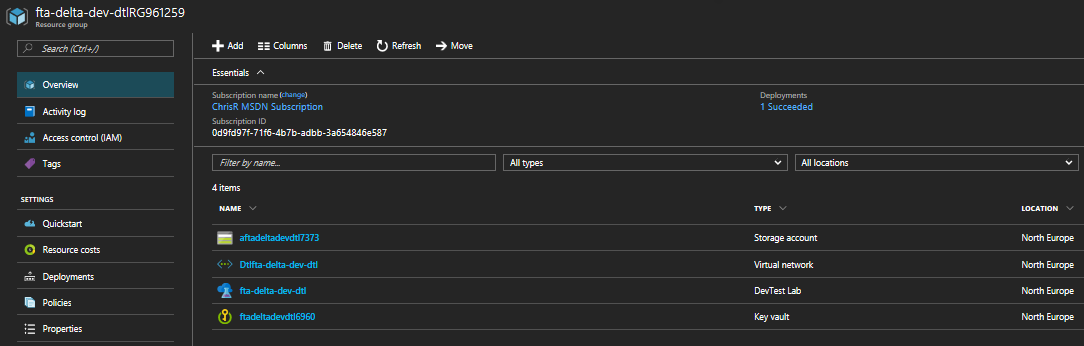 fta-delta-dev-dtlRG961259
Resource group
Search (Ctrl+/)
Overview
Activity log
Access control (IAM)
Tags
SETTINGS
Quickstart
Resource costs
Deployments
Policies
Properties
Add Columns Delete Refresh Move
Essentials
Subscription name (change) Deployments
ChrisR MSDN Subscription 1 Succeeded
Subscription ID
0d9fd97f-71f6-4b7b-adbb-3a654846e587
Filter by name... All types All locations
4 items
NAME TYPE LOCATION
aftadeltadevdtl7373 Storage account North Europe
Dtlfta-delta-dev-dtl Virtual network North Europe
fta-delta-dev-dtl DevTest Lab North Europe
ftadeltadevdtl6960 Key vault North Europe